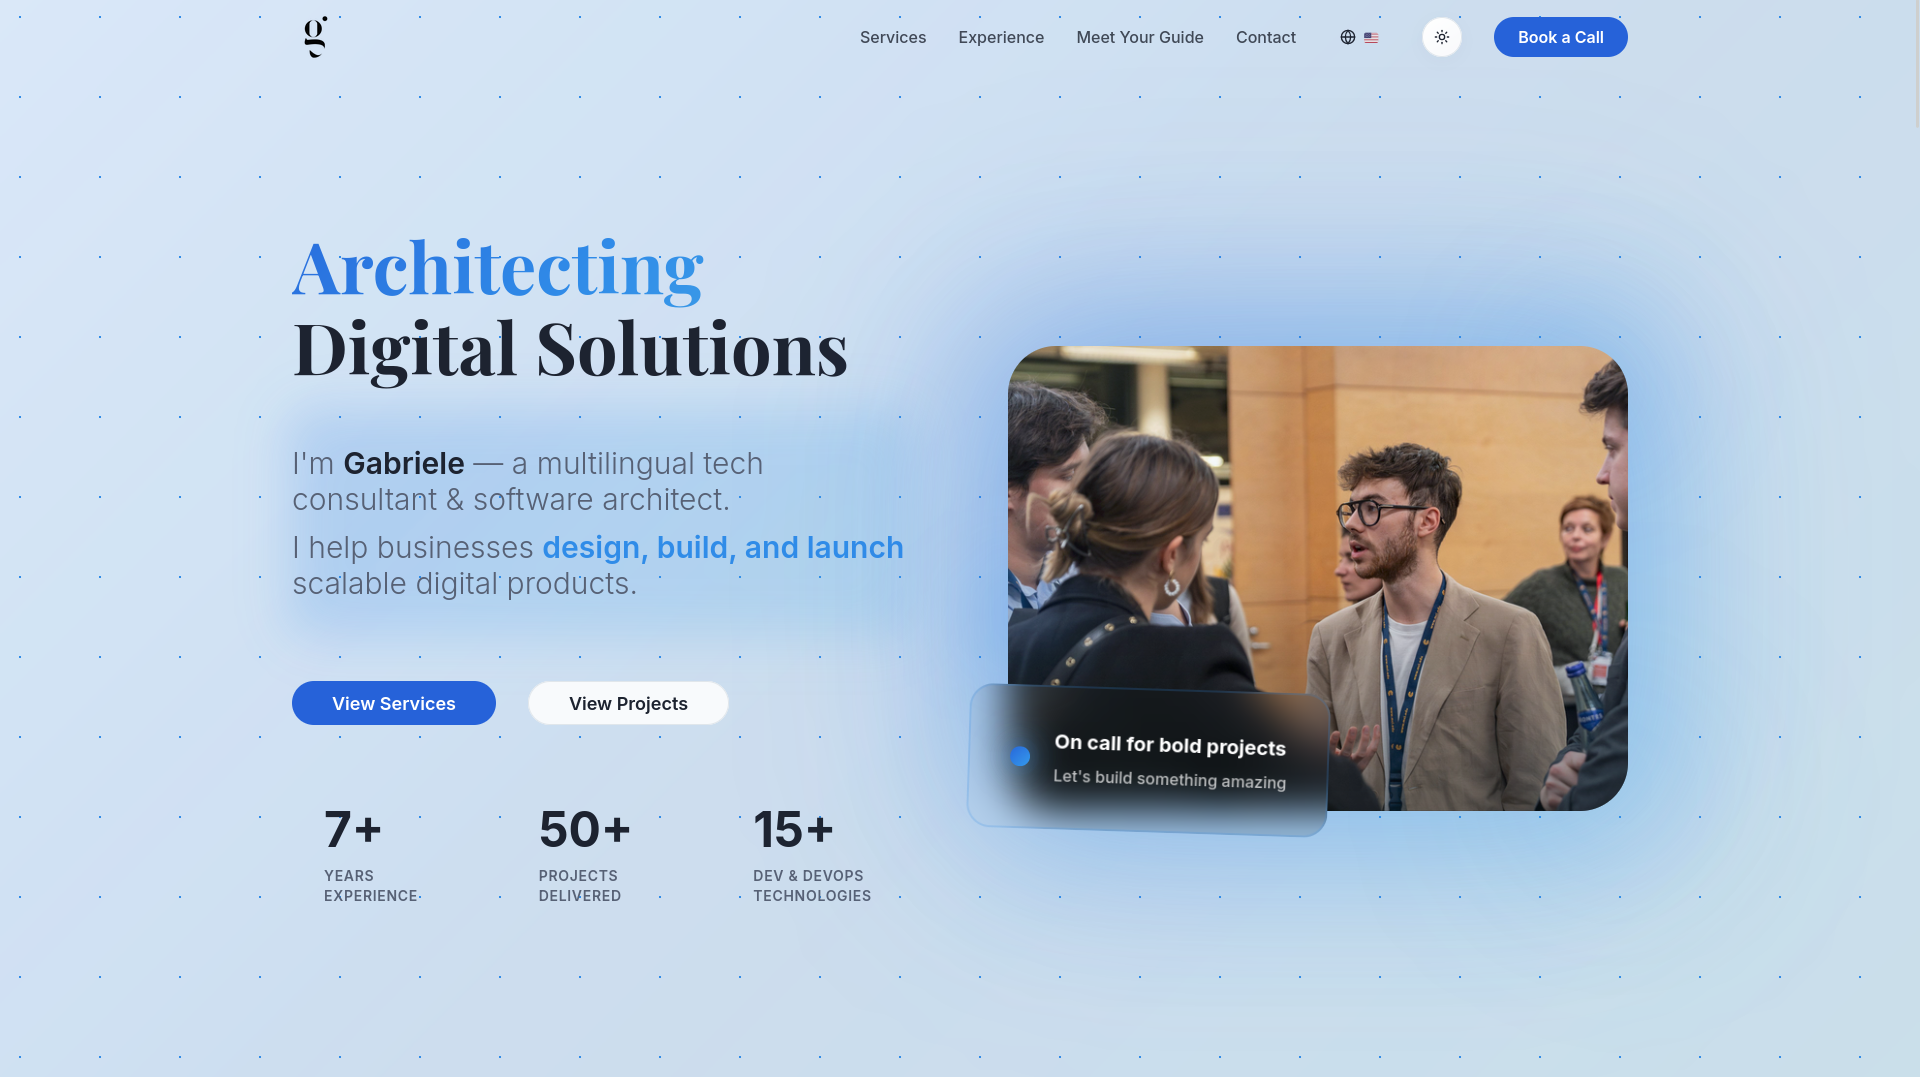 g
Services Experience Meet Your Guide Contact Book a Call
Architecting
Digital Solutions
I'm Gabriele — a multilingual tech
consultant & software architect.
I help businesses design, build, and launch
scalable digital products.
View Services View Projects
On call for bold projects
Let's build something amazing
7+ 50+ 15+
YEARS PROJECTS DEV & DEVOPS
EXPERIENCE DELIVERED TECHNOLOGIES